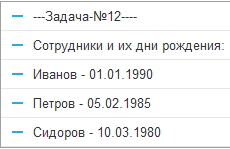 ---Задача-№12----
Сотрудники и их дни рождения:
Иванов - 01.01.1990
Петров - 05.02.1985
Сидоров - 10.03.1980